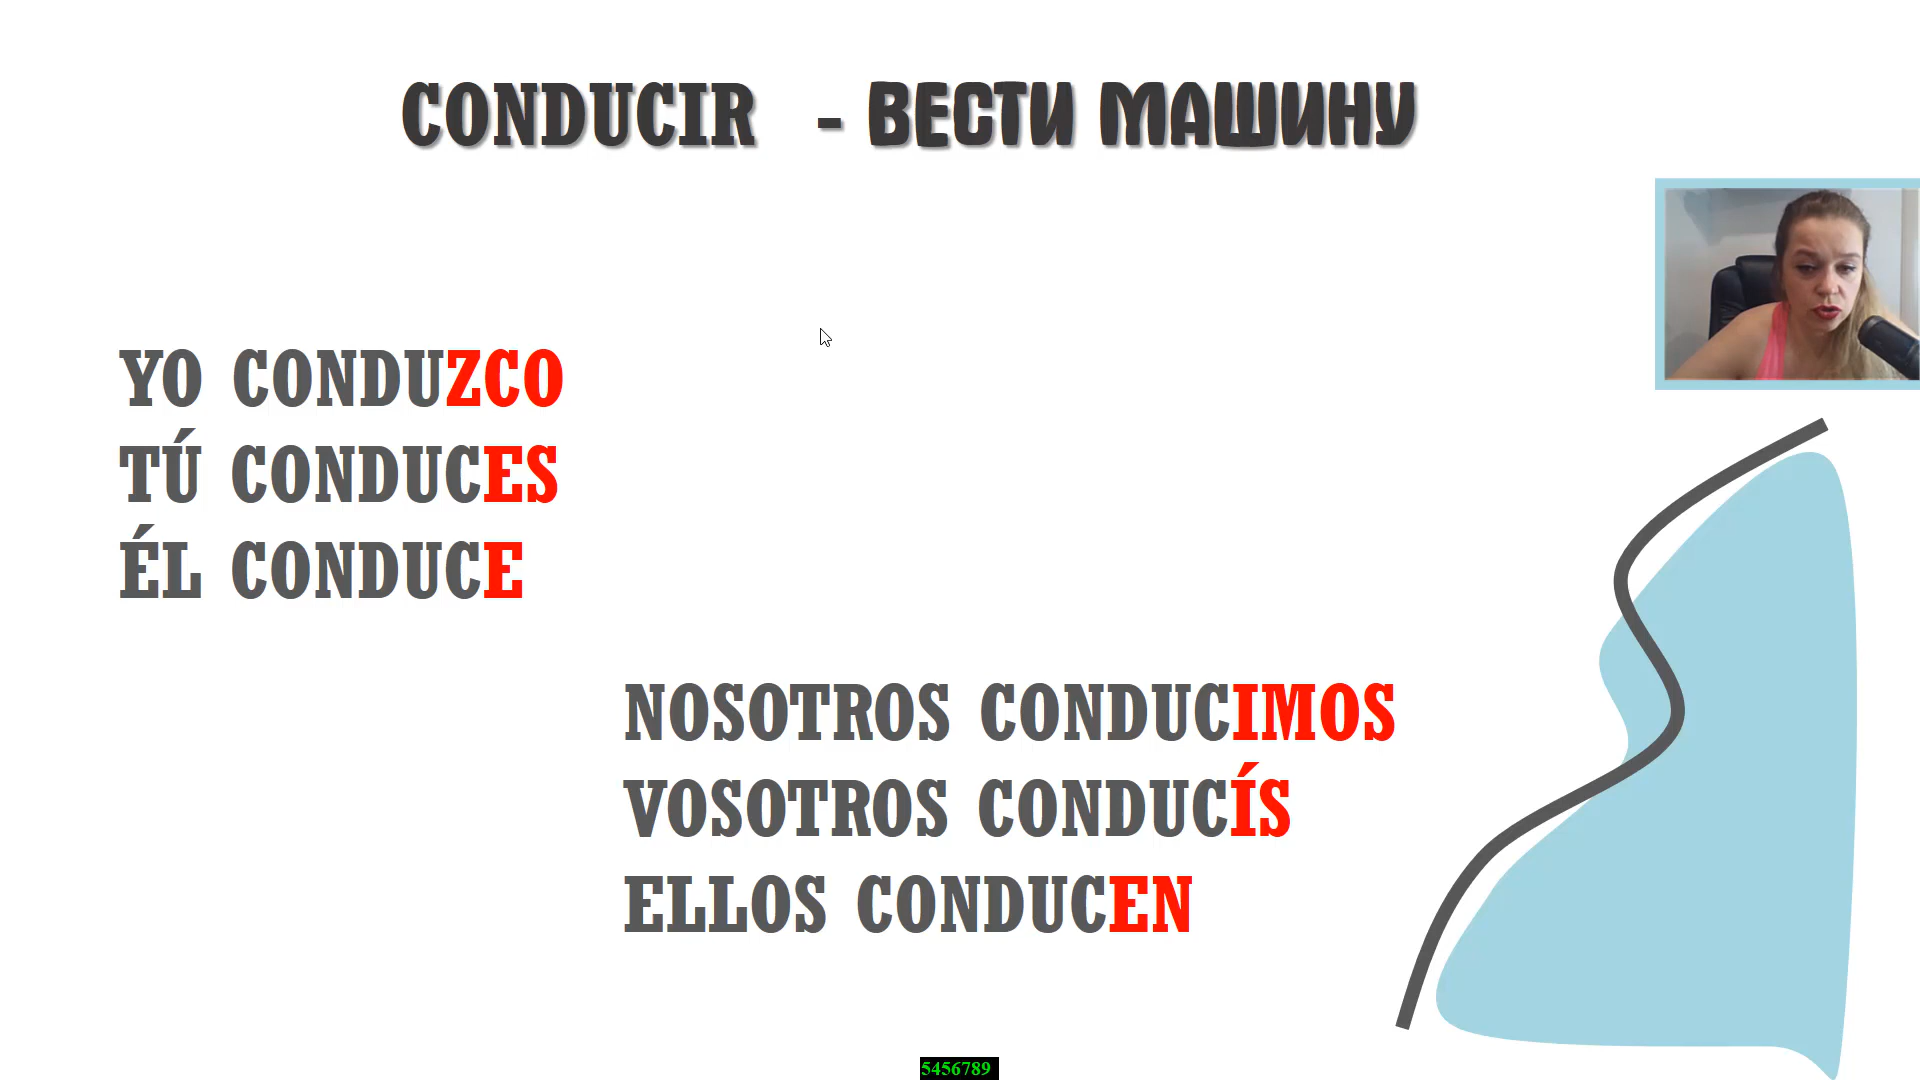 CONDUCIR - ВЕСТИ МАШИНУ
YO CONDUZCO
TÚ CONDUCES
ÉL CONDUCE
NOSOTROS CONDUCIMOS
VOSOTROS CONDUCÍS
ELLOS CONDUCEN
5456789